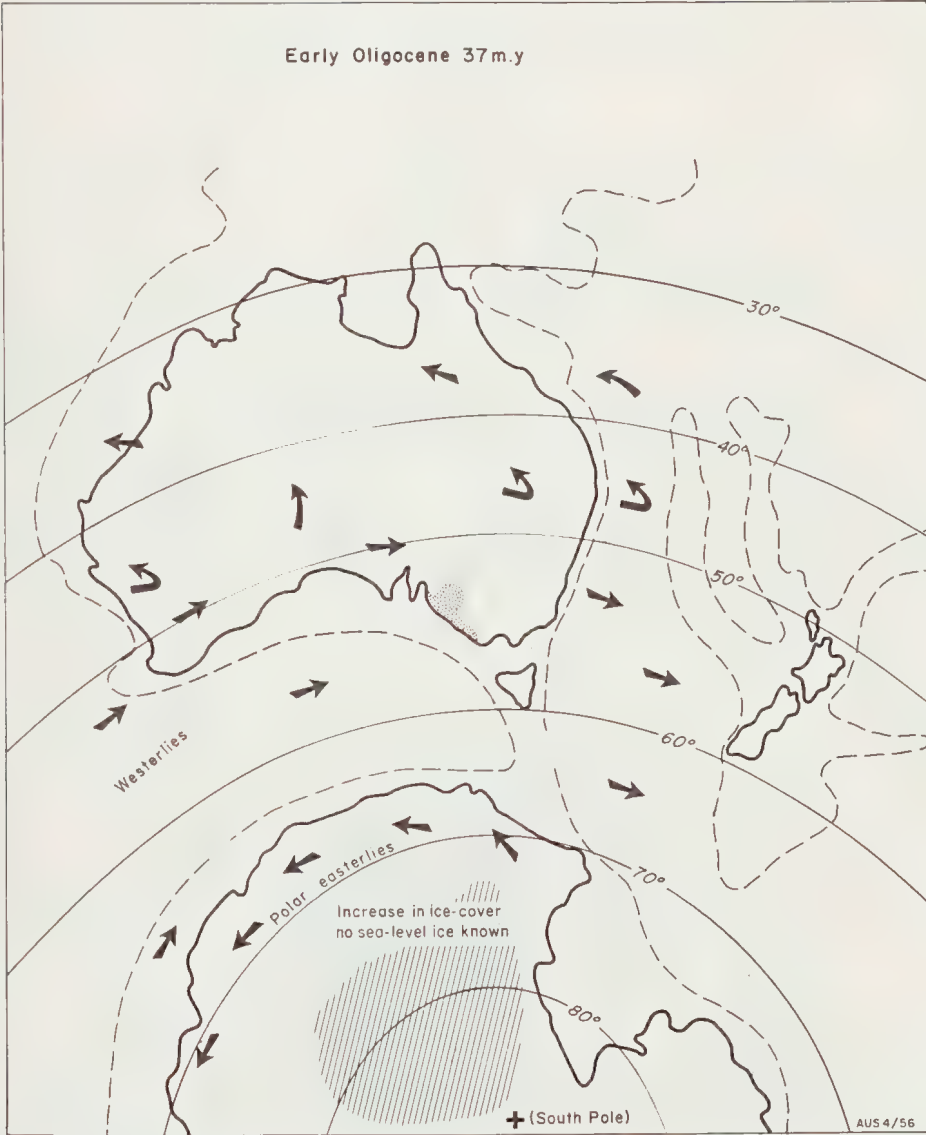 Early Oligocene 37m.y
30°
40°
50°
60°
Westerlies
70°
Polar easterlies
Increase in ice-cover
no sea-level ice known
80°
+ (South Pole)
AUS 4/56